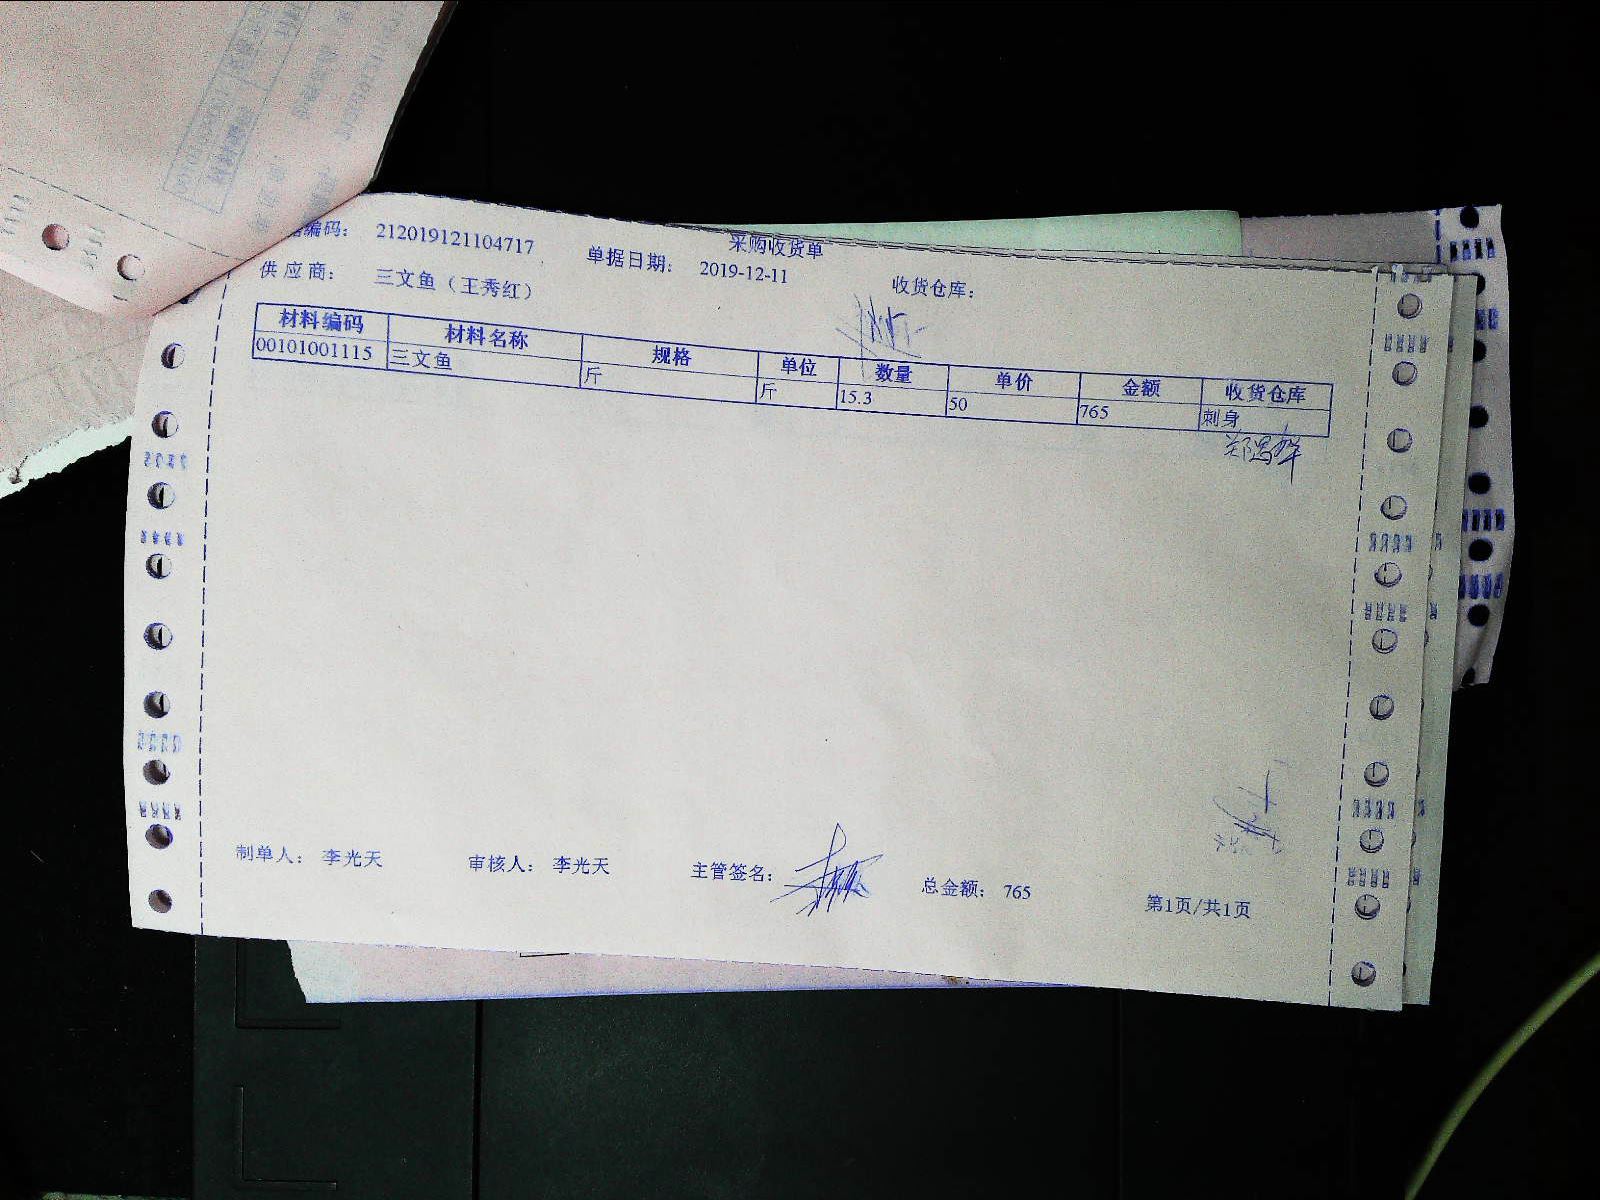 采购收货单
编码： 212019121104717 单据日期： 2019-12-11 收货仓库：
供应商： 三文鱼（王秀红）
材料编码 材料名称 规格 单位 数量 单价 金额 收货仓库
00101001115 三文鱼 斤 斤 15.3 50 765 刺身
制单人： 李光天 审核人： 李光天 主管签名： 总金额： 765 第1页/共1页